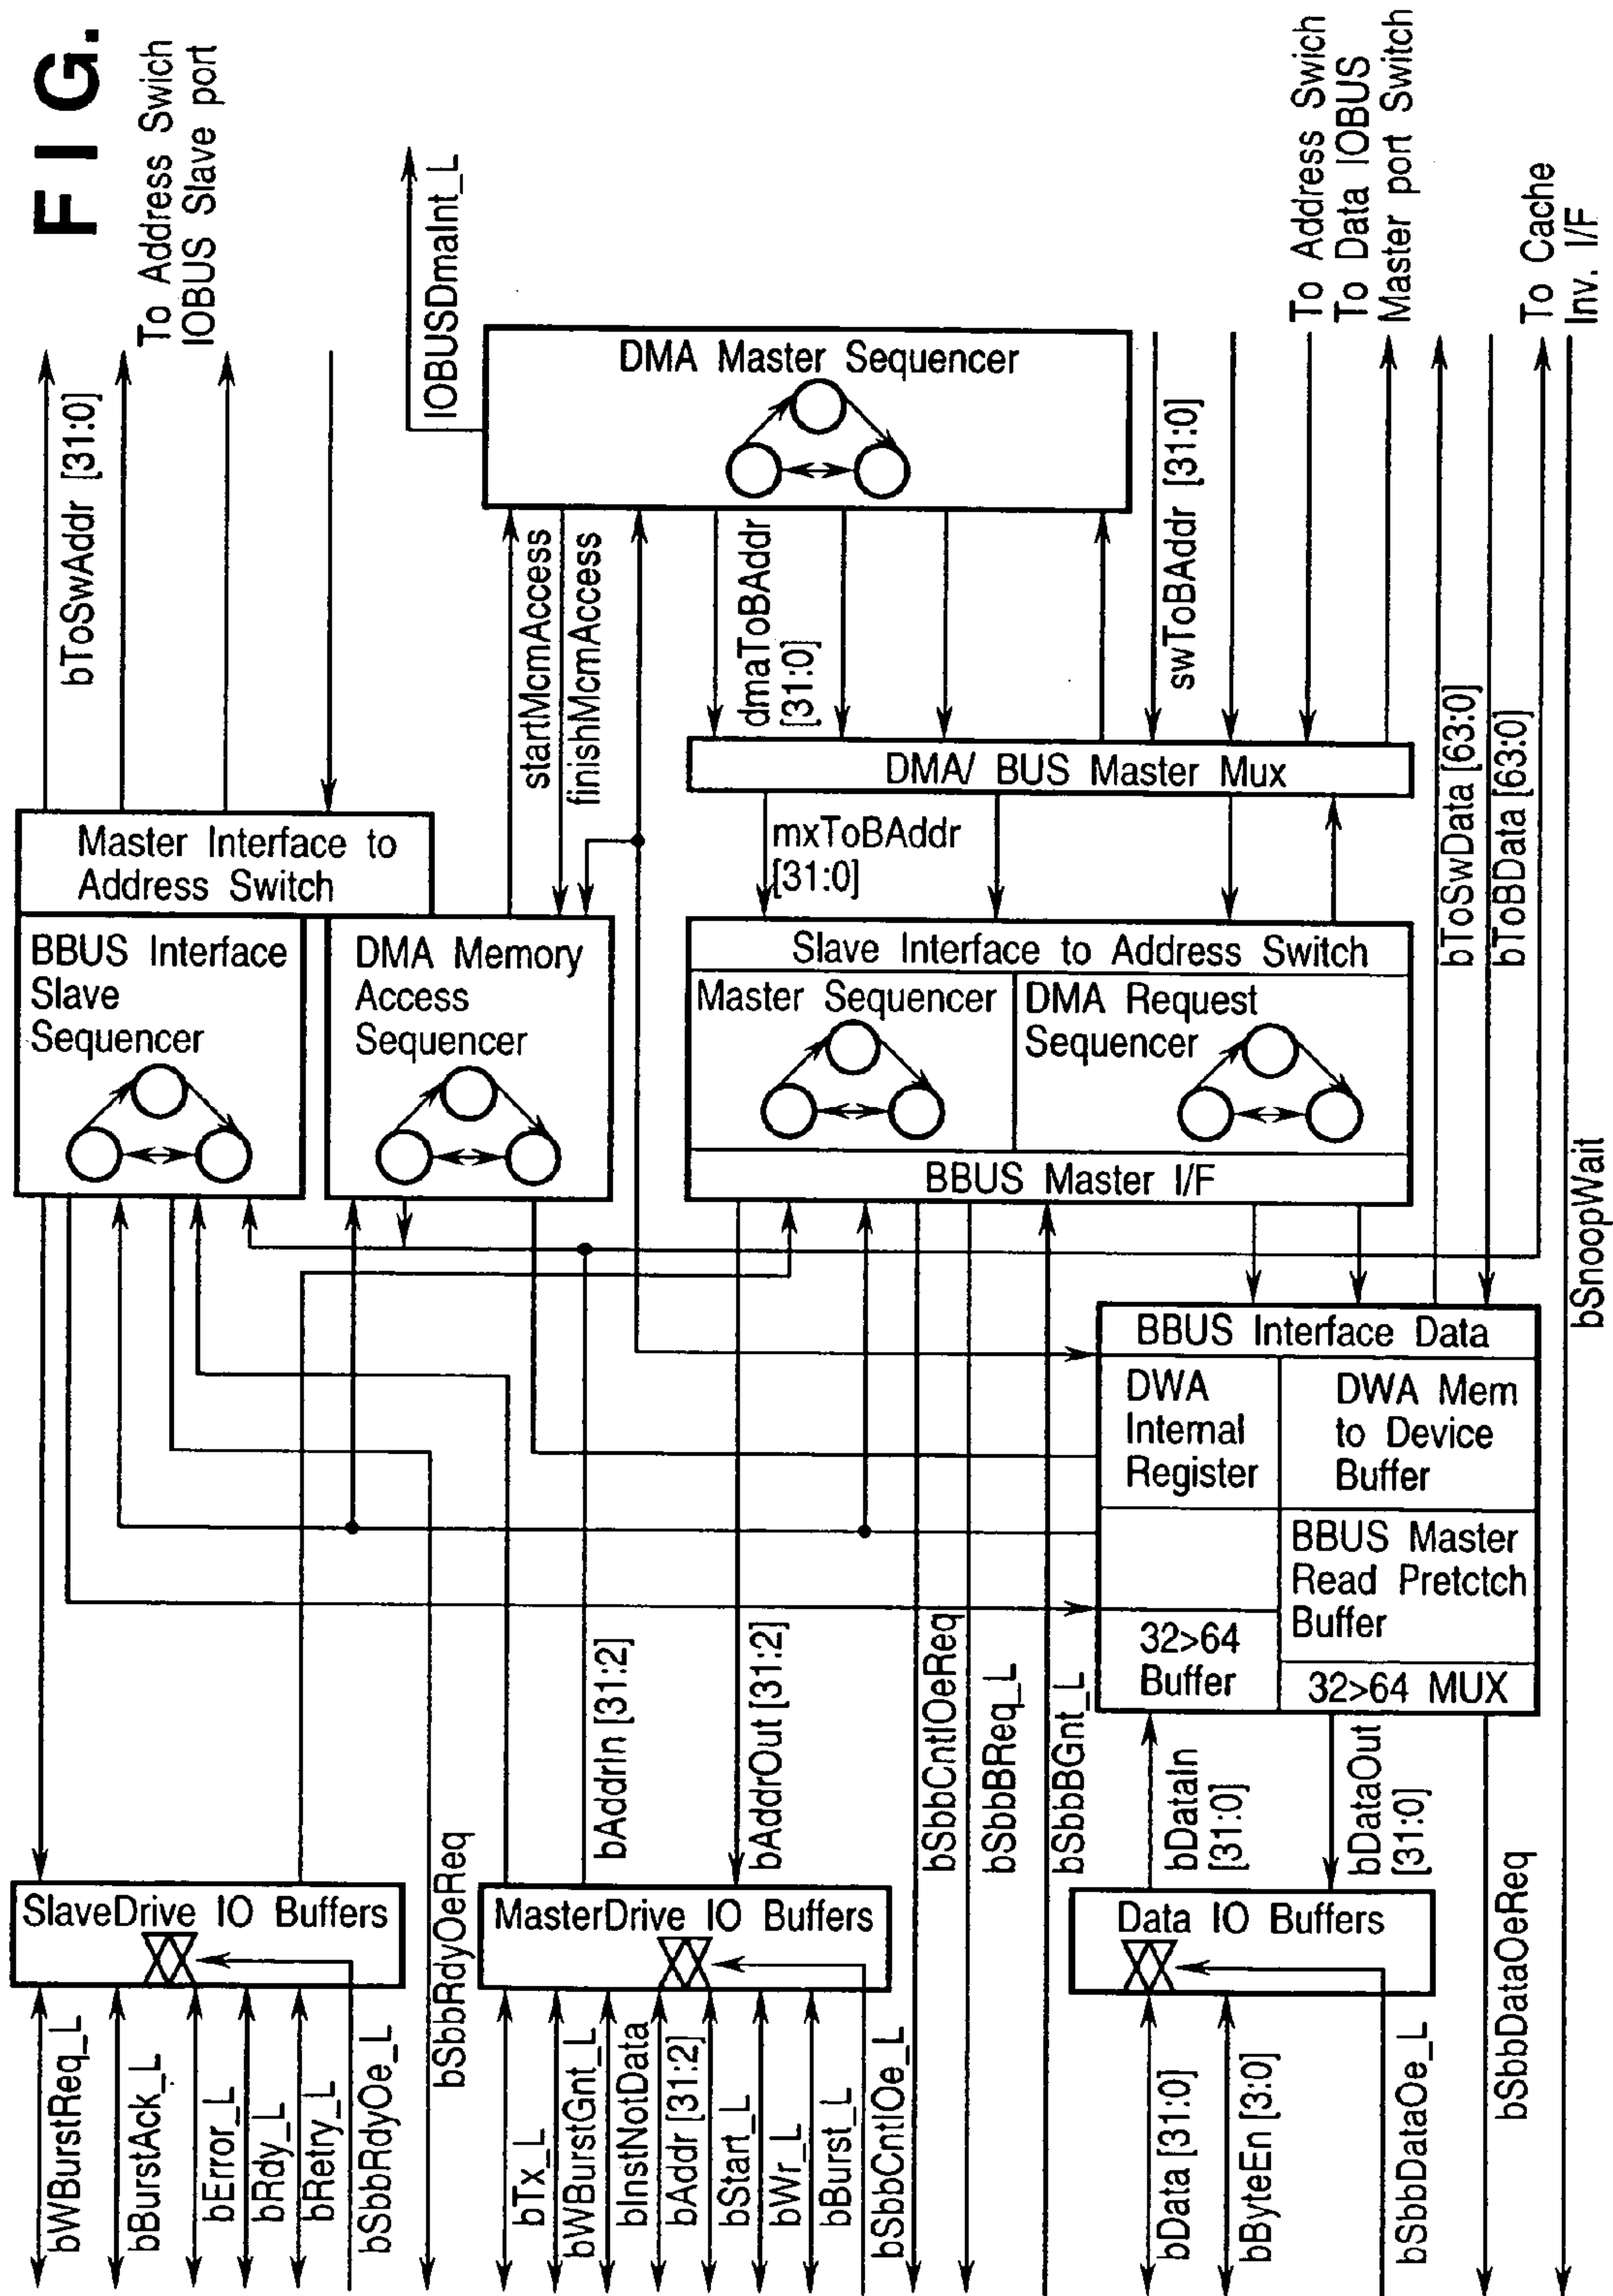 FIG.
To Address Swich
IOBUS Slave port
bToSwAddr [31:0]
IOBUSDmaInt_L
DMA Master Sequencer
startMcmAccess
finishMcmAccess
dmaToBAddr
[31:0]
swToBAddr [31:0]
To Address Swich
To Data IOBUS
Master port Switch
To Cache
Inv. I/F
Master Interface to
Address Switch
BBUS Interface
Slave
Sequencer
DMA Memory
Access
Sequencer
DMA/ BUS Master Mux
mxToBAddr
[31:0]
Slave Interface to Address Switch
Master Sequencer
DMA Request
Sequencer
BBUS Master I/F
bToSwData [63:0]
bToBData [63:0]
bSnoopWait
BBUS Interface Data
DWA
Internal
Register
DWA Mem
to Device
Buffer
BBUS Master
Read Pretctch
Buffer
32>64
Buffer
32>64 MUX
bAddrIn [31:2]
bAddrOut [31:2]
bSbbCntlOeReq
bSbbBReq_L
bSbbBGnt_L
bDataIn
[31:0]
bDataOut
[31:0]
bSbbRdyOeReq
bSbbDataOeReq
SlaveDrive IO Buffers
MasterDrive IO Buffers
Data IO Buffers
bWBurstReq_L
bBurstAck_L
bError_L
bRdy_L
bRetry_L
bSbbRdyOe_L
bTx_L
bWBurstGnt_L
bInstNotData
bAddr [31:2]
bStart_L
bWr_L
bBurst_L
bSbbCntlOe_L
bData [31:0]
bByteEn [3:0]
bSbbDataOe_L